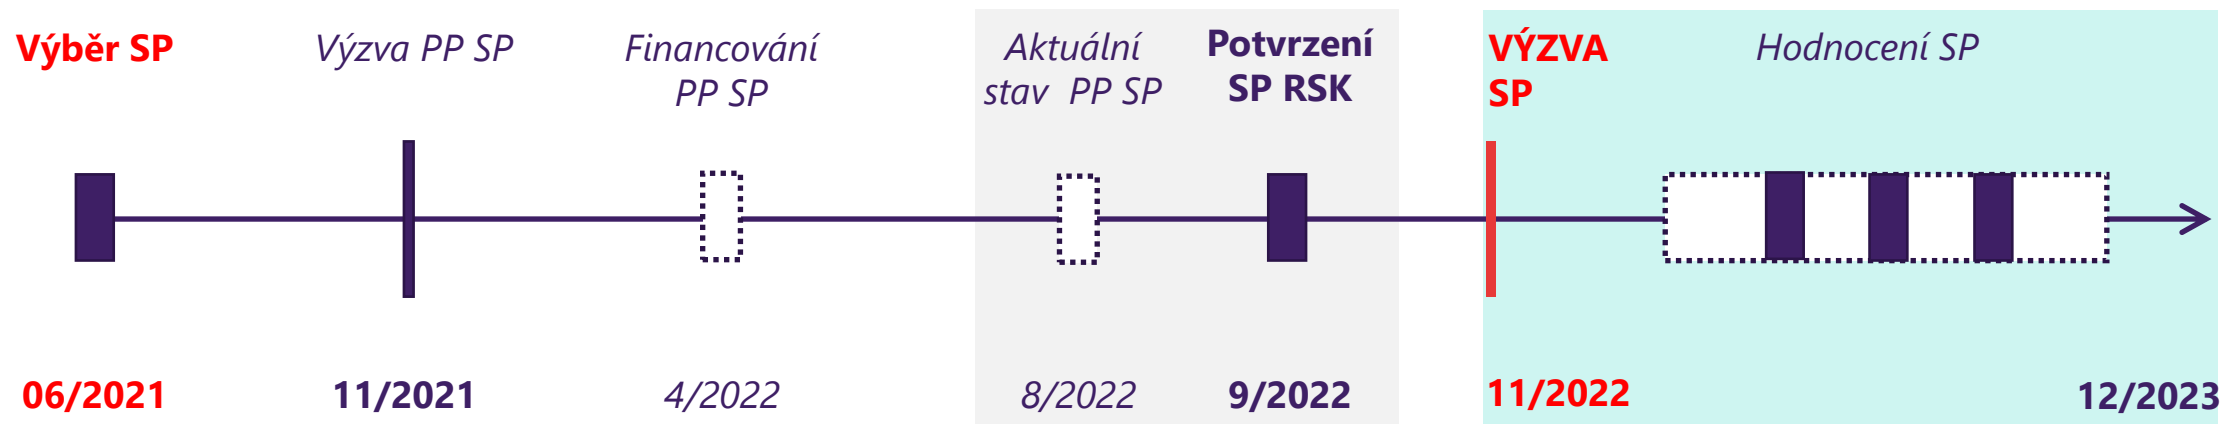 Výběr SP
Výzva PP SP
Financování
PP SP
Aktuální
stav PP SP
Potvrzení
SP RSK
VÝZVA
SP
Hodnocení SP
06/2021
11/2021
4/2022
8/2022
9/2022
11/2022
12/2023